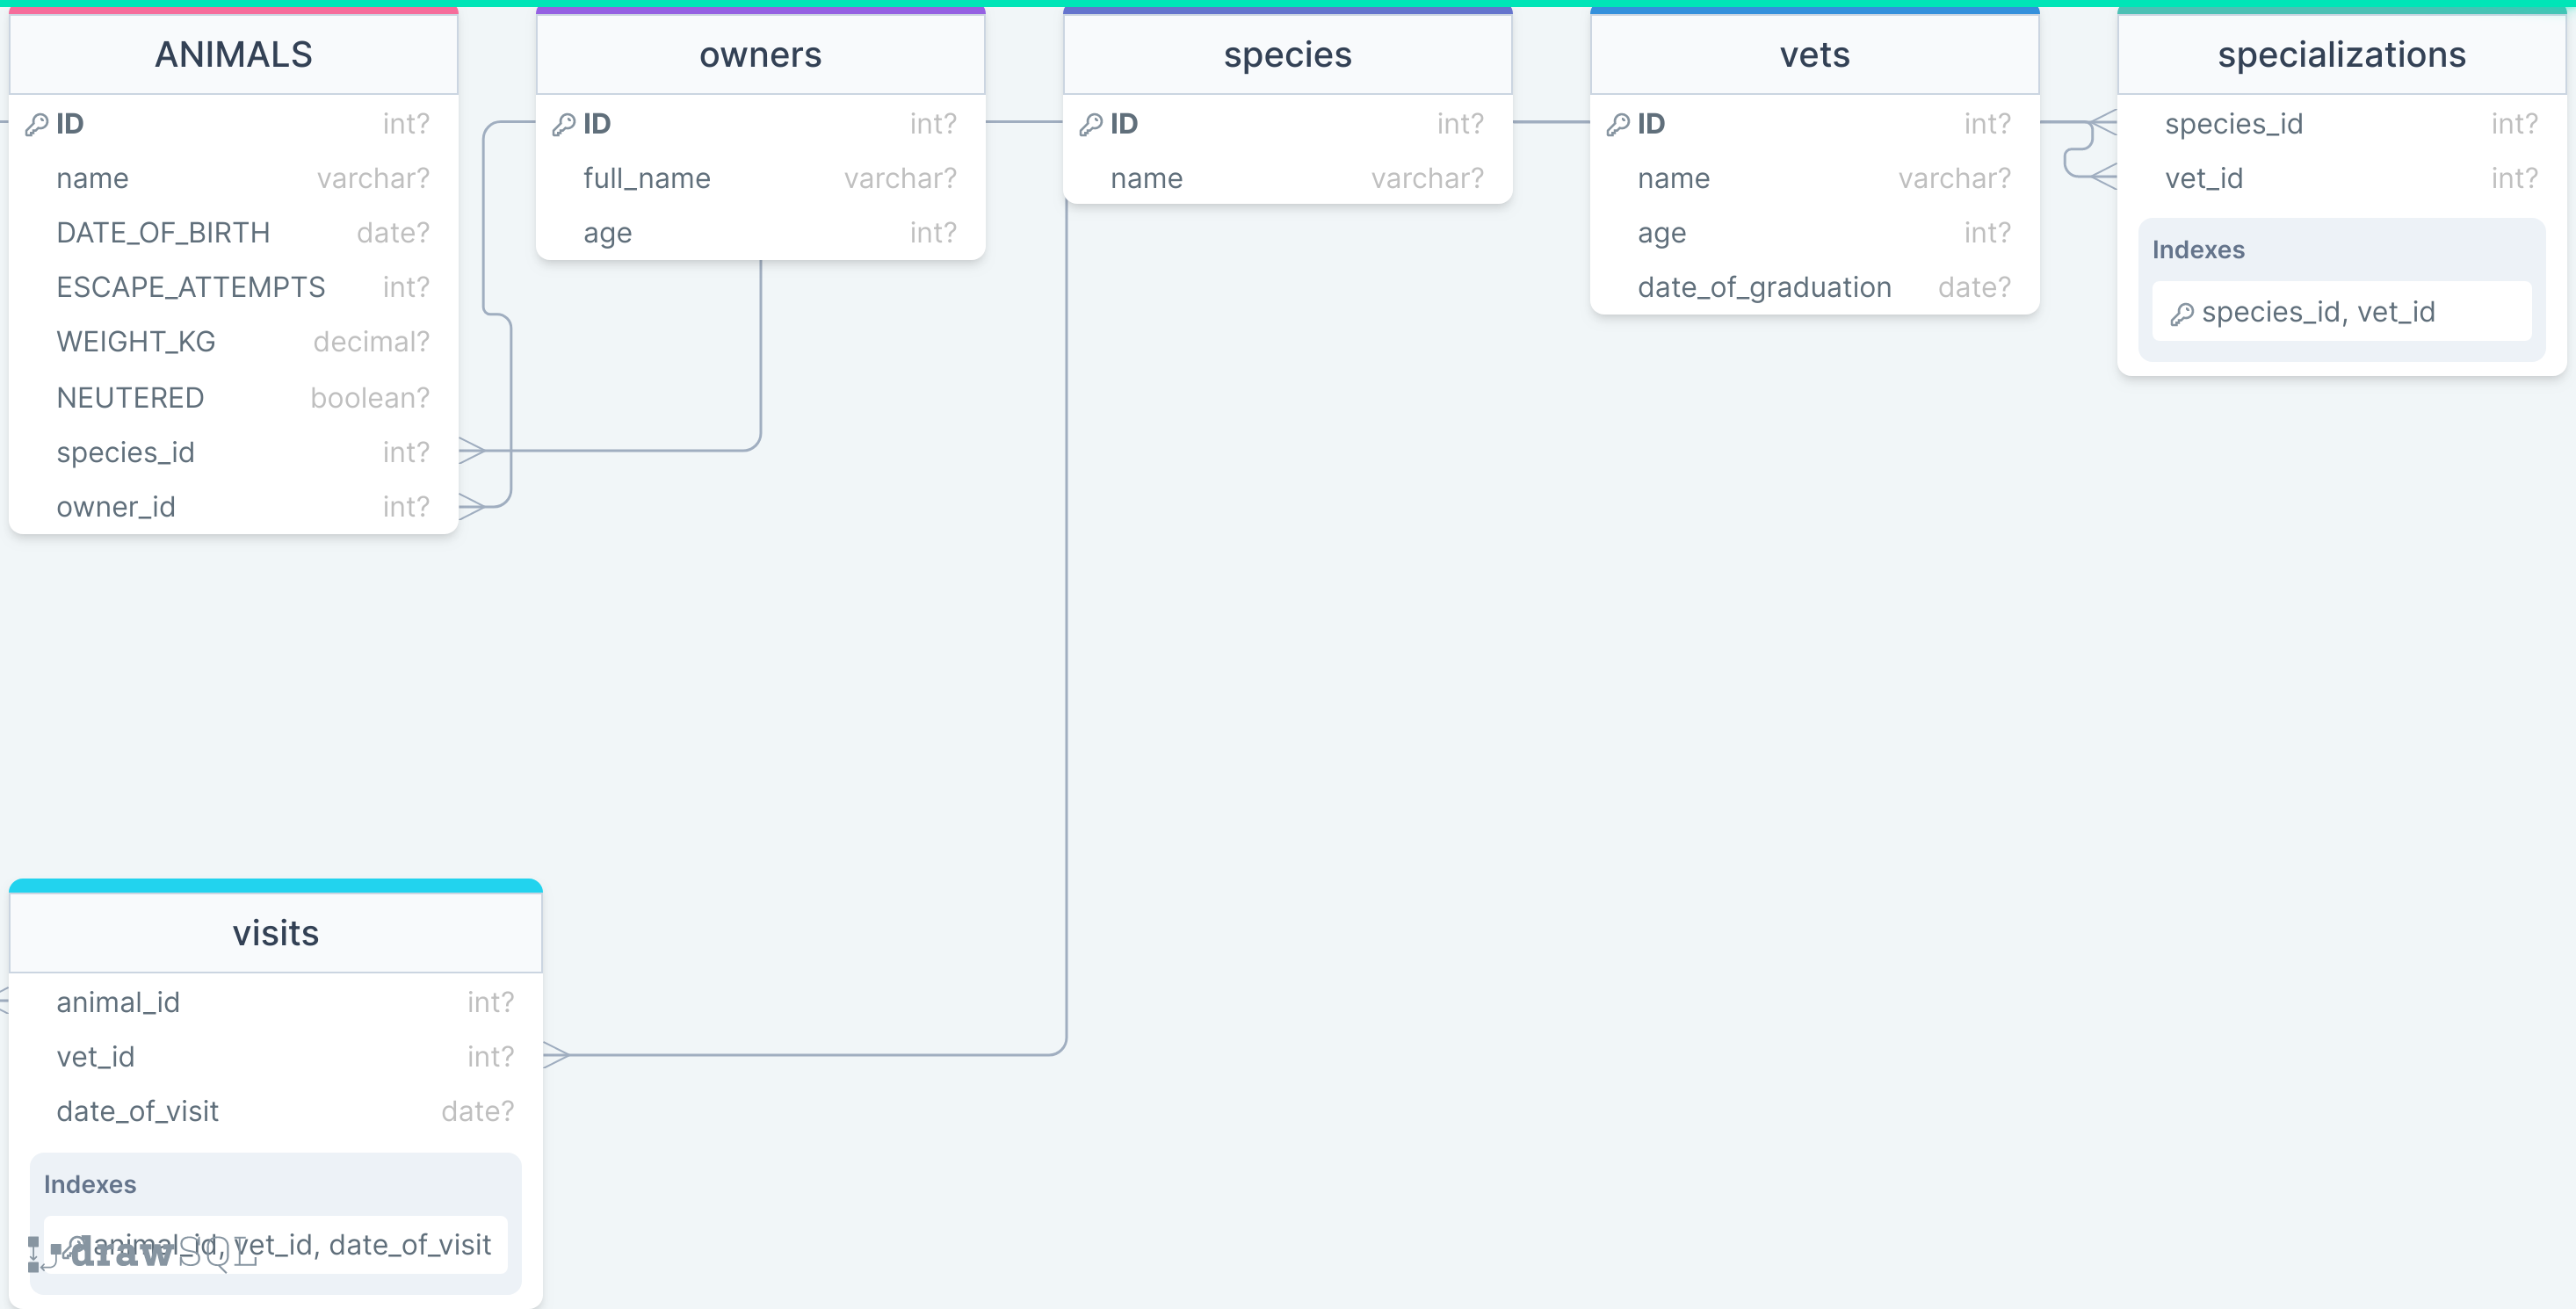 ANIMALS
ID int?
name varchar?
DATE_OF_BIRTH date?
ESCAPE_ATTEMPTS int?
WEIGHT_KG decimal?
NEUTERED boolean?
species_id int?
owner_id int?
owners
ID int?
full_name varchar?
age int?
species
ID int?
name varchar?
vets
ID int?
name varchar?
age int?
date_of_graduation date?
specializations
species_id int?
vet_id int?
Indexes
species_id, vet_id
visits
animal_id int?
vet_id int?
date_of_visit date?
Indexes
animal_id, vet_id, date_of_visit
drawSQL